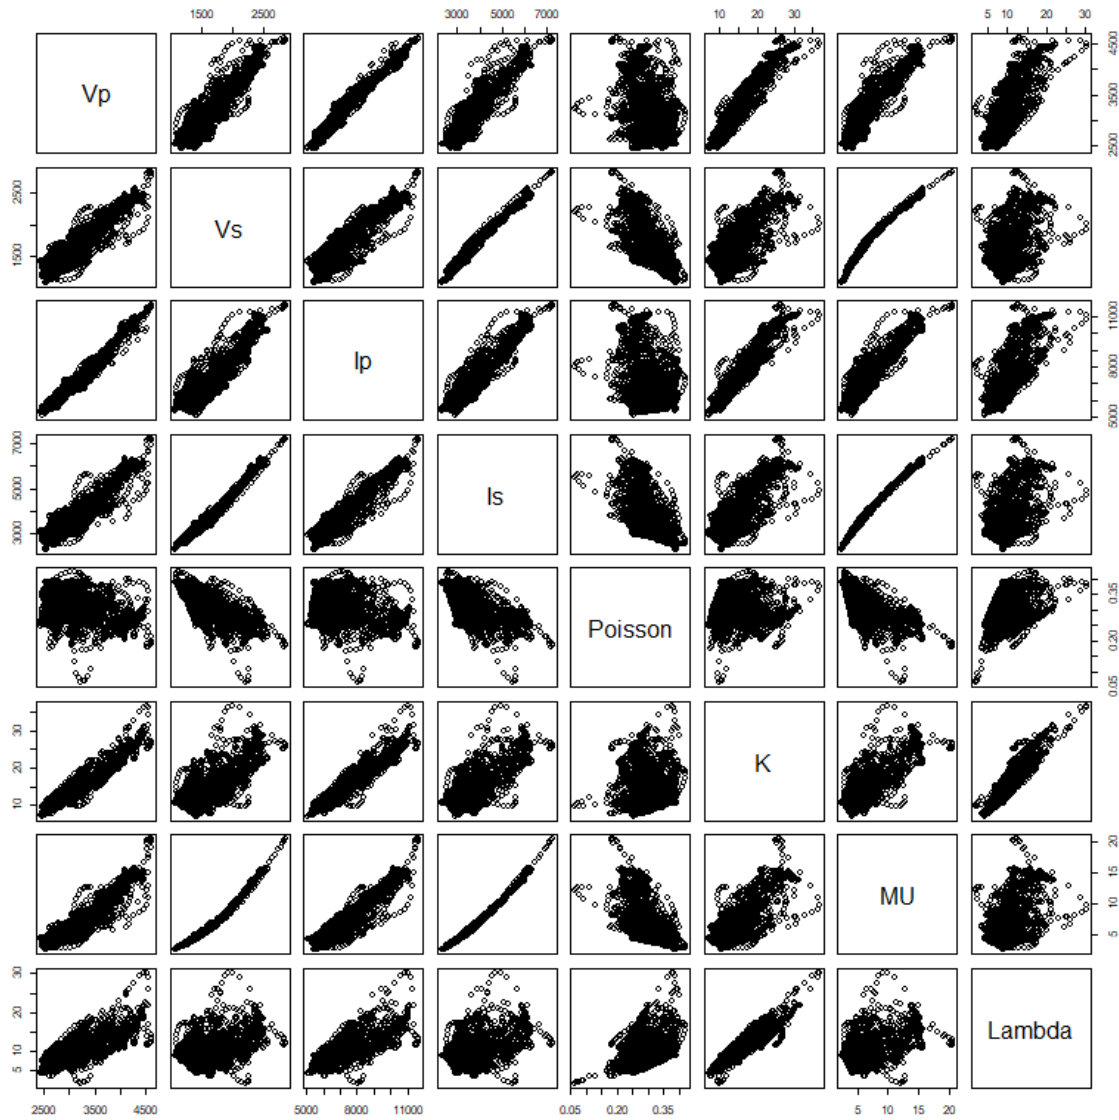 1500 2500 3000 5000 7000 10 20 30 5 10 20 30
Vp
2500 3500 4500
1500 2500
Vs
Ip
5000 8000 11000
3000 5000 7000
Is
Poisson
0.05 0.20 0.35
10 20 30
K
MU
5 10 15 20
5 10 20 30
Lambda
2500 3500 4500 5000 8000 11000 0.05 0.20 0.35 5 10 15 20